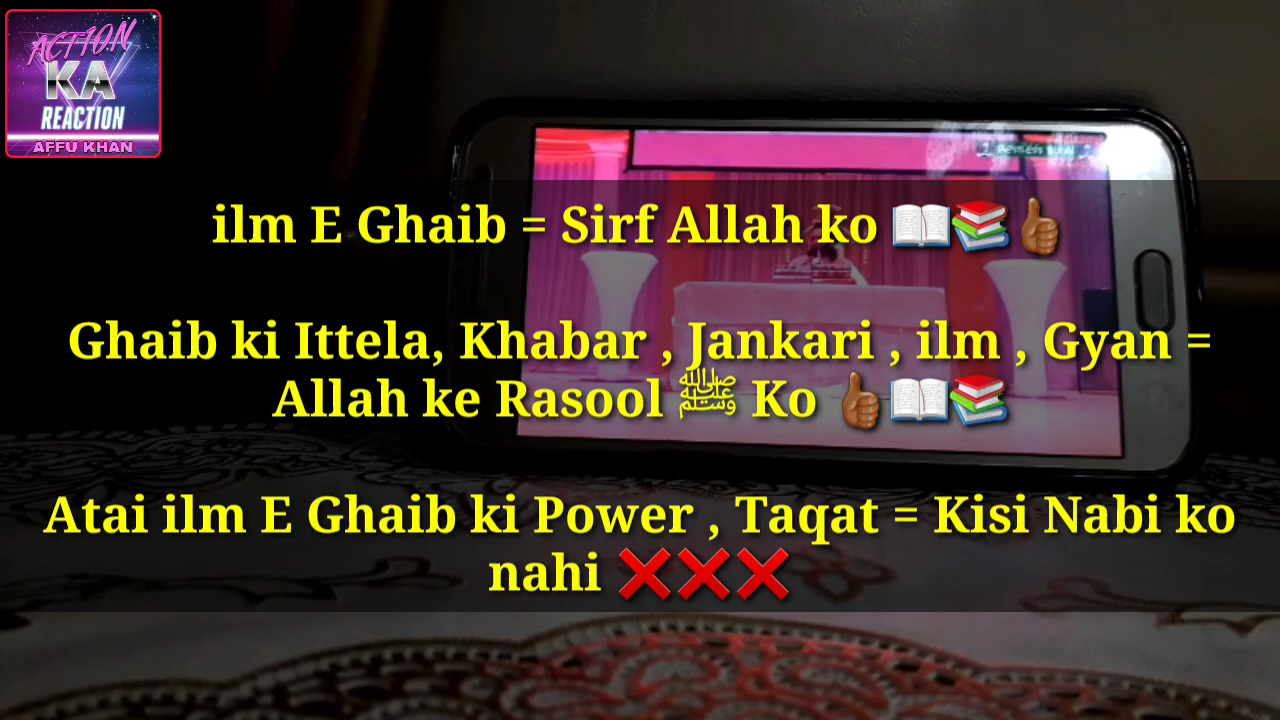 ACTION
KA
REACTION
AFFU KHAN
ilm E Ghaib = Sirf Allah ko 📖📚👍🏾
Ghaib ki Ittela, Khabar , Jankari , ilm , Gyan =
Allah ke Rasool ﷺ Ko 👍🏾📖📚
Atai ilm E Ghaib ki Power , Taqat = Kisi Nabi ko
nahi ❌❌❌